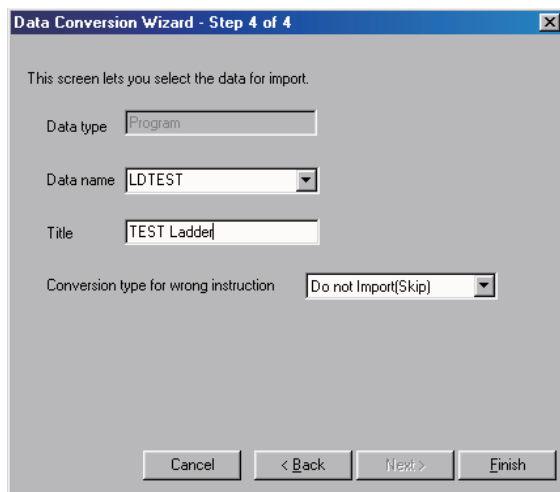 Data Conversion Wizard - Step 4 of 4
This screen lets you select the data for import.
Data type Program
Data name LDTEST
Title TEST Ladder
Conversion type for wrong instruction Do not Import(Skip)
Cancel < Back Next > Finish